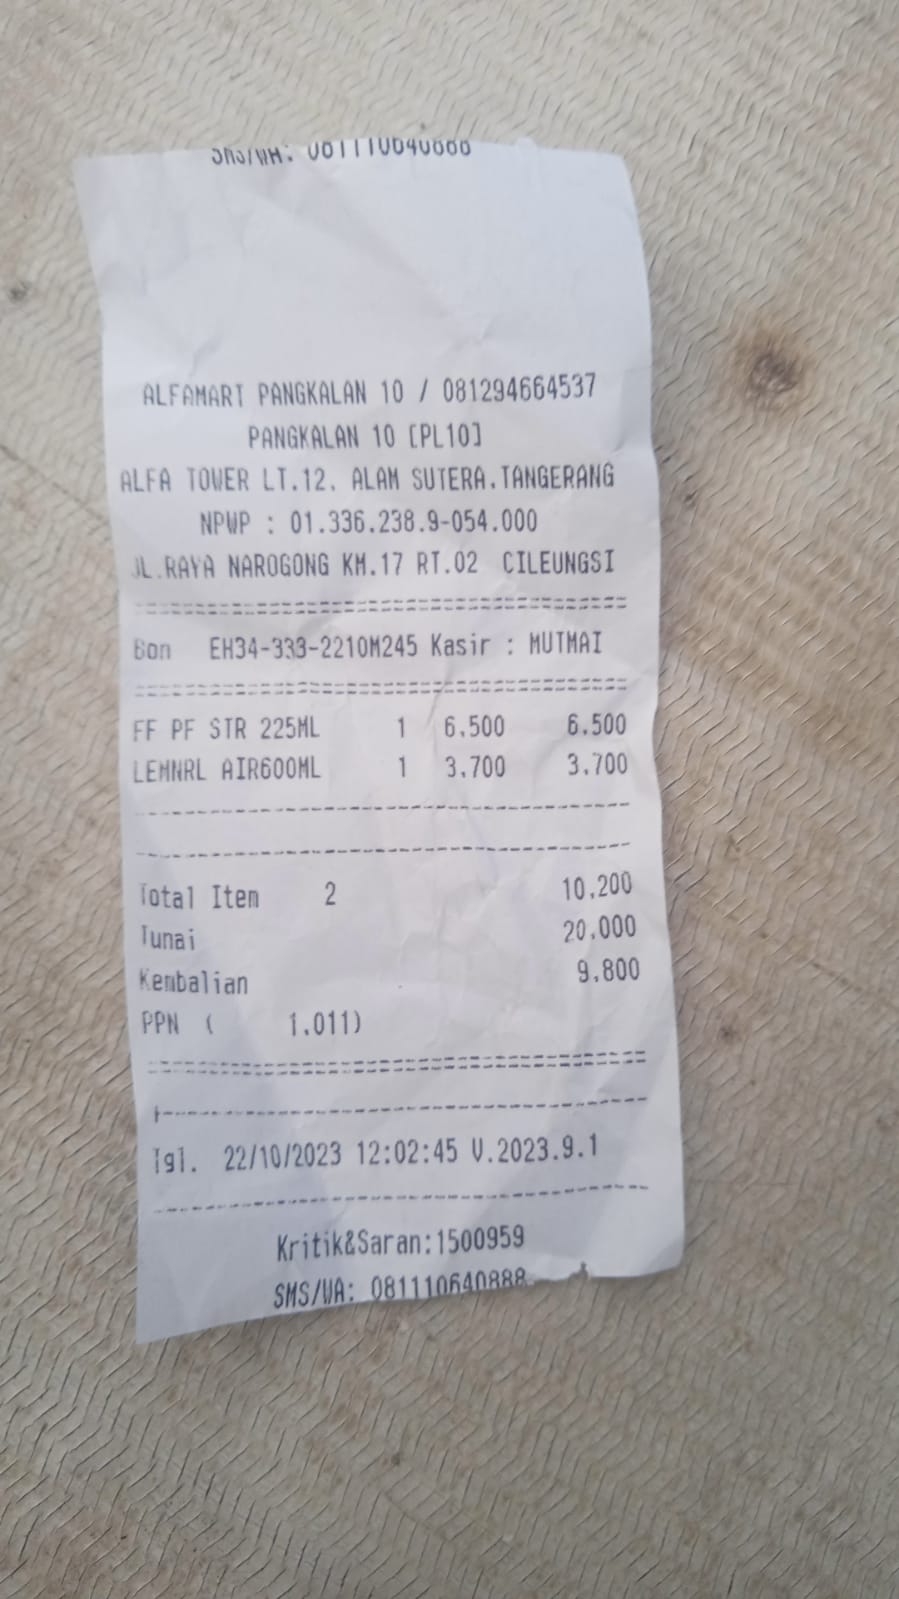 SMS/WA: 081110640888
ALFAMART PANGKALAN 10 / 081294664537
PANGKALAN 10 [PL10]
ALFA TOWER LT.12, ALAM SUTERA,TANGERANG
NPWP : 01.336.238.9-054.000
JL.RAYA NAROGONG KM.17 RT.02 CILEUNGSI
Bon EH34-333-2210M245 Kasir : MUTMAI
FF PF STR 225ML 1 6,500 6,500
LEMNRL AIR600ML 1 3,700 3,700
Total Item 2 10,200
Tunai 20,000
Kembalian 9,800
PPN ( 1,011)
Tgl. 22/10/2023 12:02:45 V.2023.9.1
Kritik&Saran:1500959
SMS/WA: 081110640888